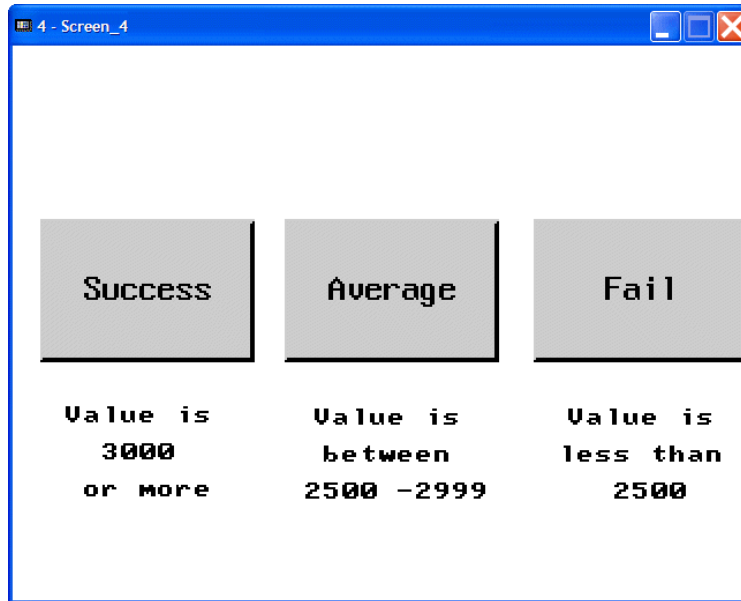 4 - Screen_4
Success
Average
Fail
Value is
3000
or more
Value is
between
2500 -2999
Value is
less than
2500